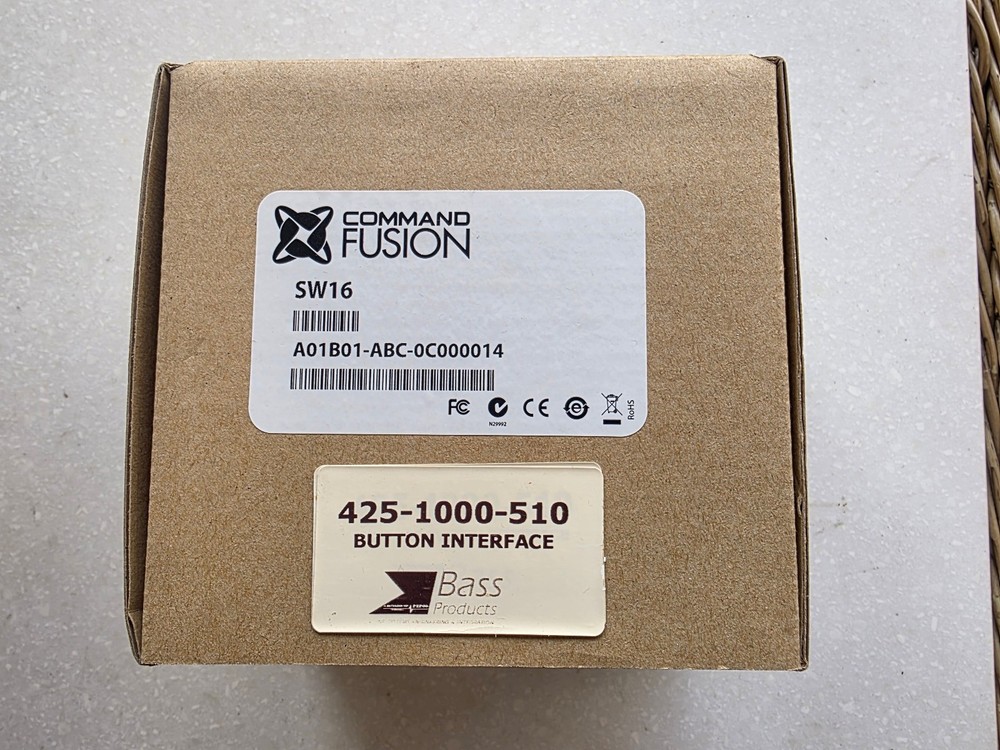 COMMAND
FUSION
SW16
A01B01-ABC-0C000014
FC CE
N29992
RoHS
425-1000-510
BUTTON INTERFACE
Bass
Products